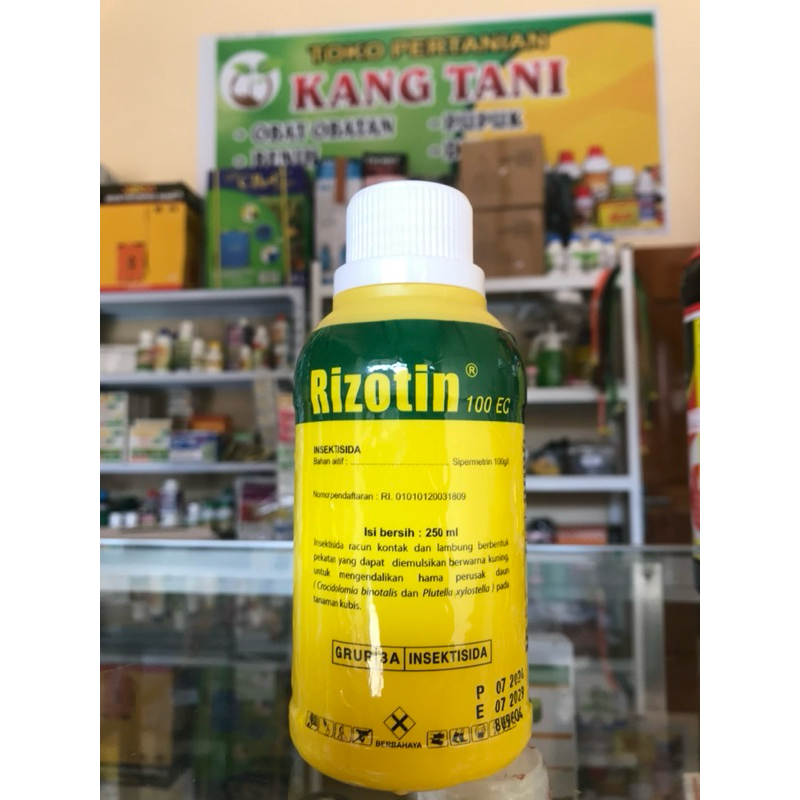 TOKO PERTANIAN
KANG TANI
• OBAT OBATAN
• PUPUK
• BENIH
Rizotin® 100 EC
INSEKTISIDA
Bahan aitif : ........................................ Sipermetrin 100g/l
Nomor pendaftaran : RI. 01010120031809
Isi bersih : 250 ml
Insektisida racun kontak dan lambung berbentuk
pekatan yang dapat diemulsikan berwarna kuning,
untuk mengendalikan hama perusak daun
( Crocidolomia binotalis dan Plutella xylostella ) pada
tanaman kubis.
GRUP 3A INSEKTISIDA
P 07 2024
E 07 2029
BERBAHAYA